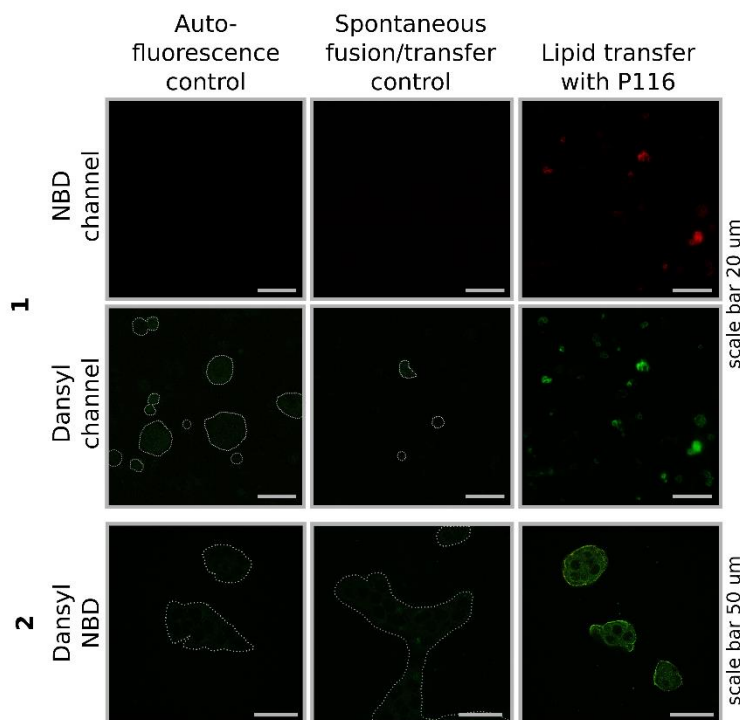 Auto-
fluorescence
control
Spontaneous
fusion/transfer
control
Lipid transfer
with P116
1
NBD
channel
Dansyl
channel
scale bar 20 um
2
Dansyl
NBD
scale bar 50 um